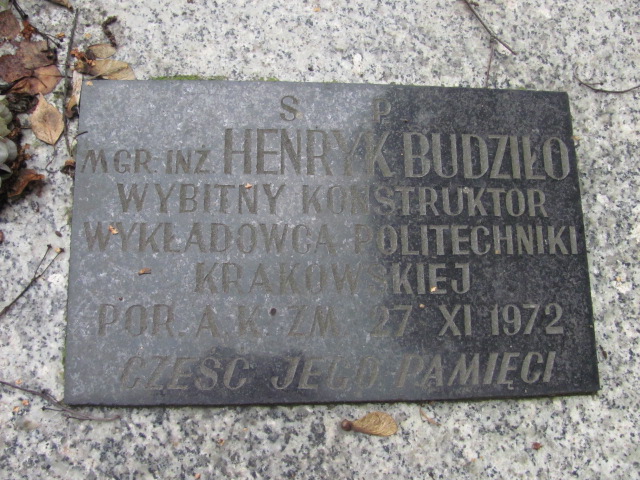 S. P.
MGR. INŻ HENRYK BUDZIŁO
WYBITNY KONSTRUKTOR
WYKŁADOWCA POLITECHNIKI
KRAKOWSKIEJ
POR. A.K. ZM. 27 XI 1972
CZEŚĆ JEGO PAMIĘCI